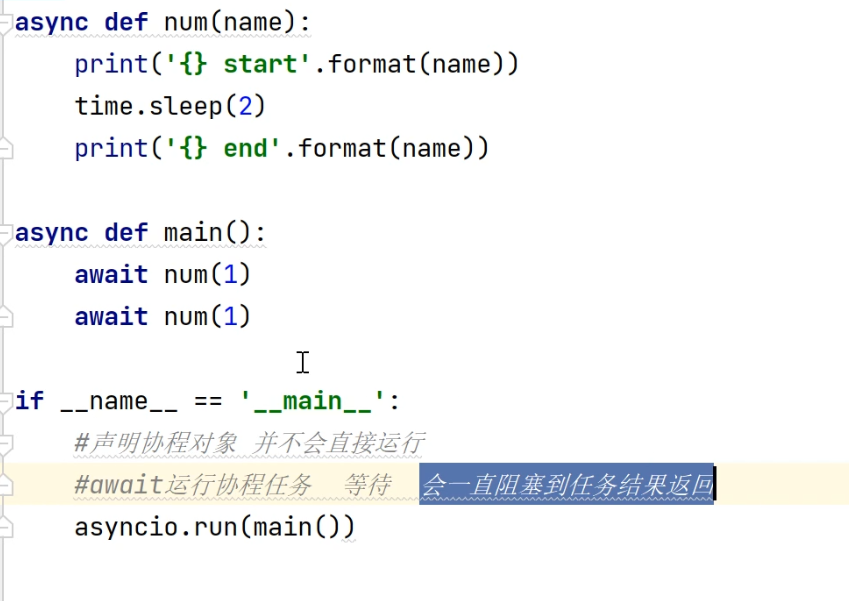 async def num(name):
    print('{} start'.format(name))
    time.sleep(2)
    print('{} end'.format(name))
async def main():
    await num(1)
    await num(1)
if __name__ == '__main__':
    #声明协程对象 并不会直接运行
    #await运行协程任务  等待  会一直阻塞到任务结果返回
    asyncio.run(main())